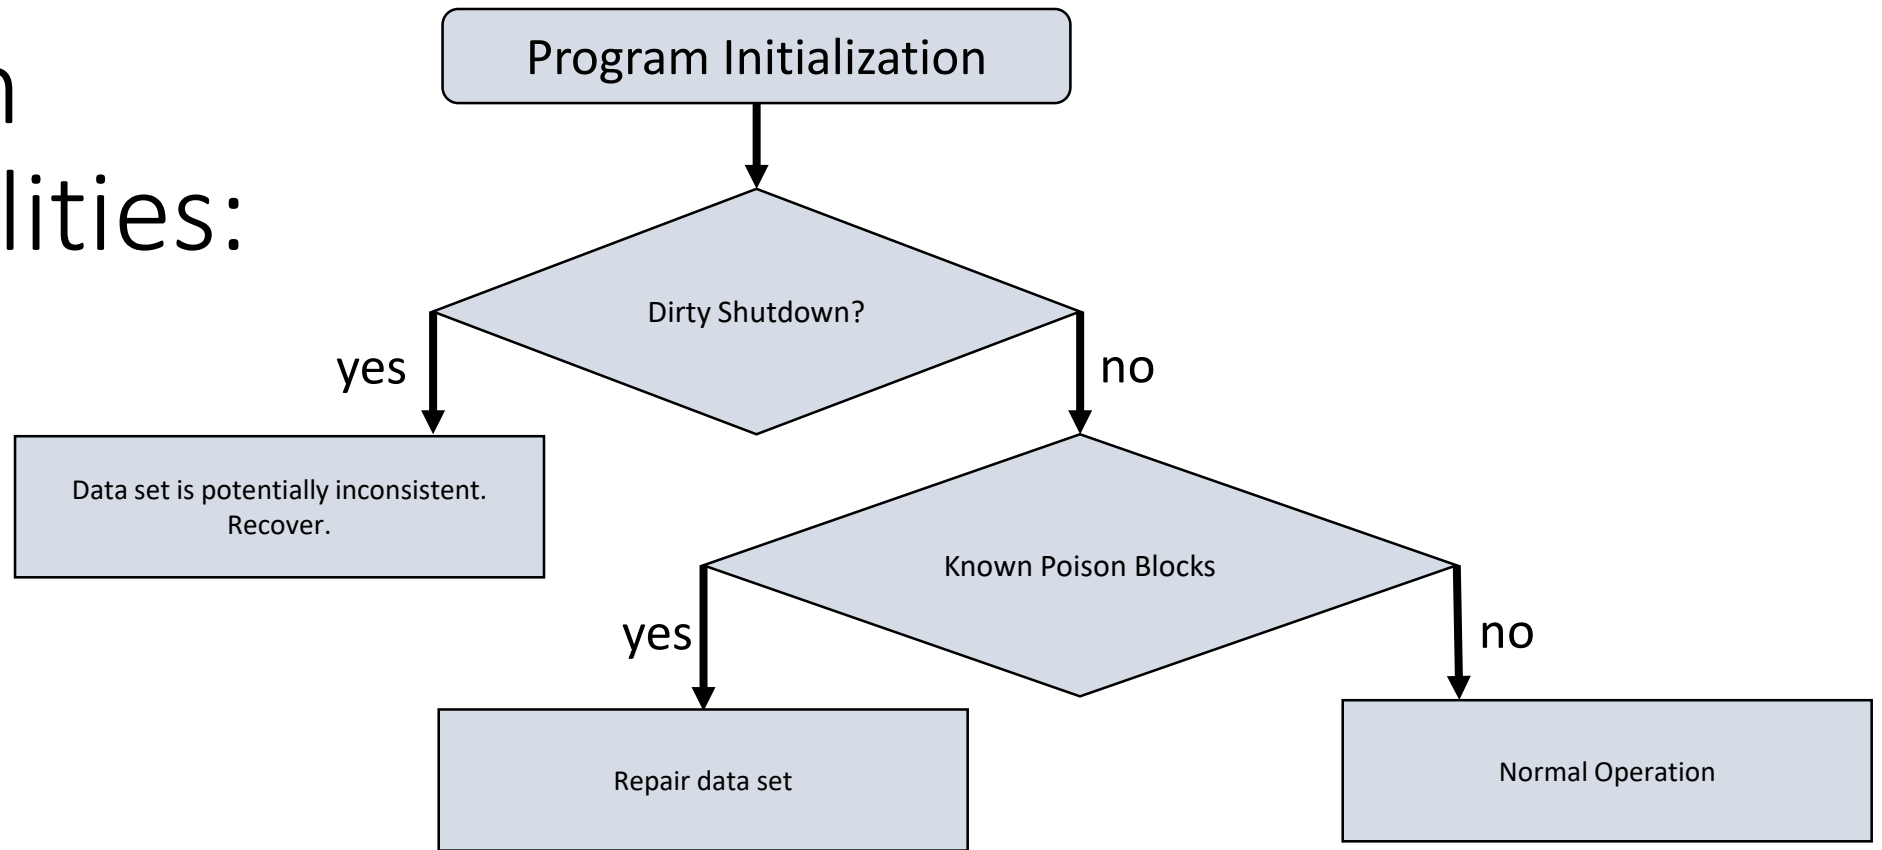 Program Initialization
lities:
Dirty Shutdown?
yes
no
Data set is potentially inconsistent.
Recover.
Known Poison Blocks
yes
no
Repair data set
Normal Operation